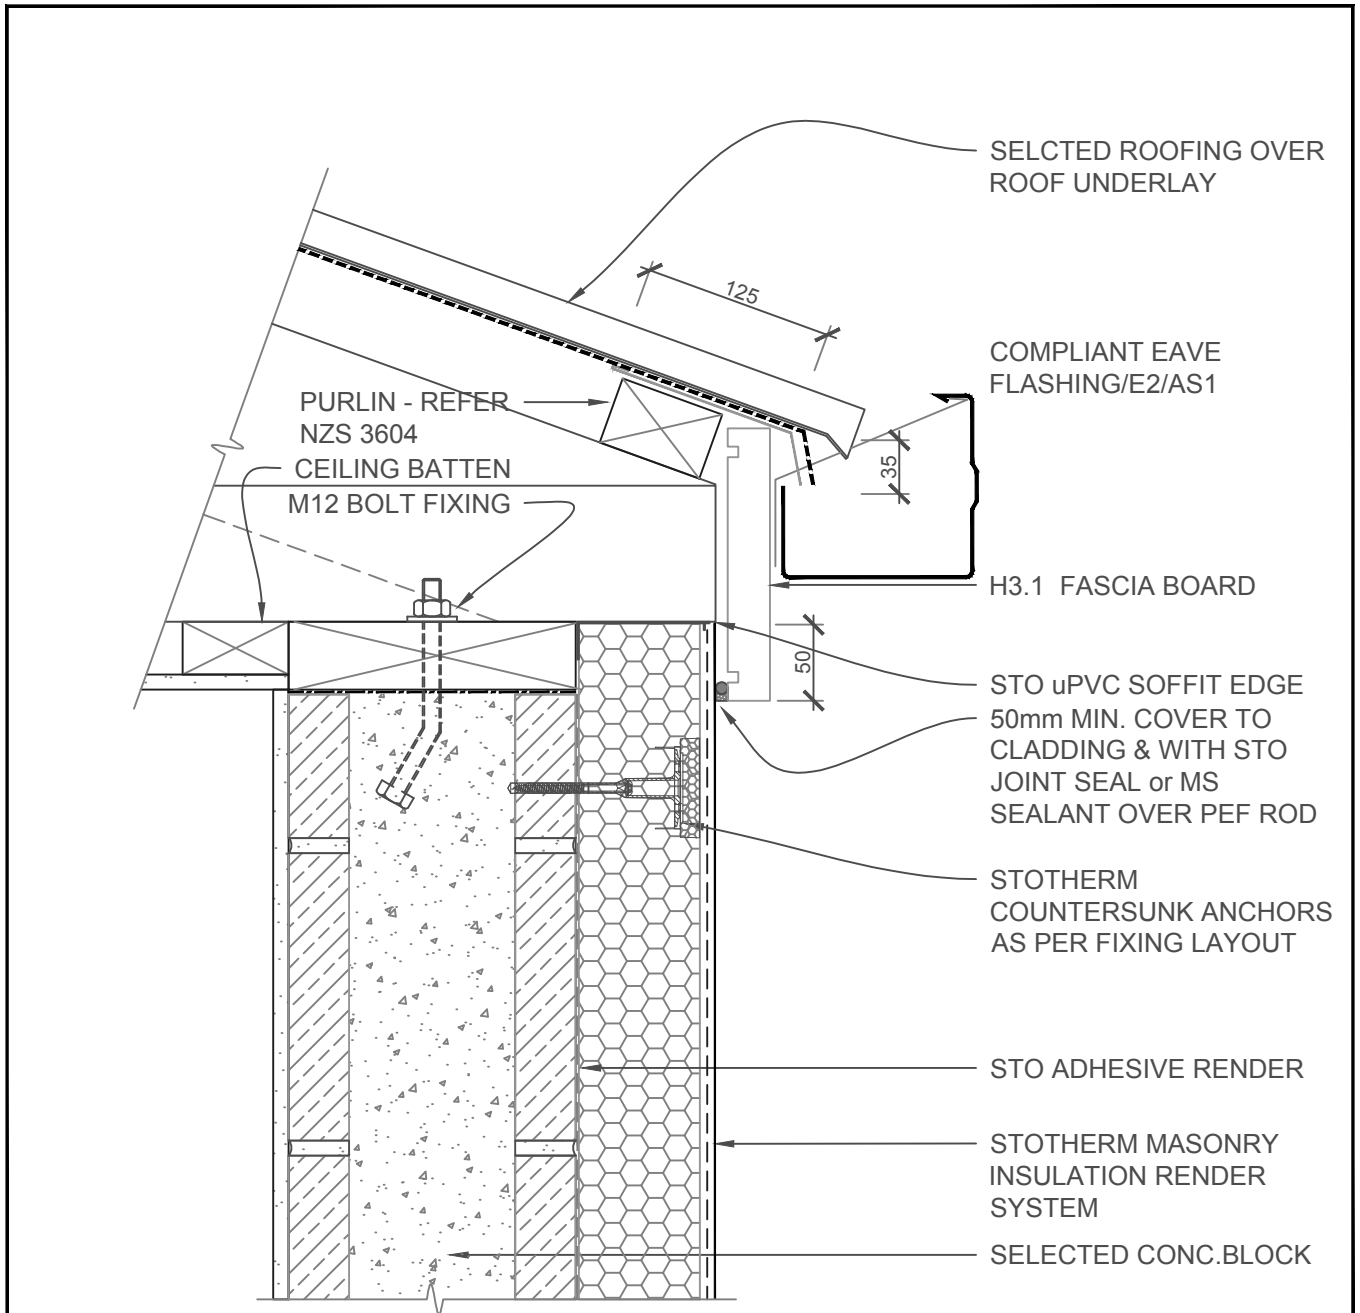 SELCTED ROOFING OVER
ROOF UNDERLAY
125
COMPLIANT EAVE
FLASHING/E2/AS1
PURLIN - REFER
NZS 3604
CEILING BATTEN
M12 BOLT FIXING
35
H3.1 FASCIA BOARD
50
STO uPVC SOFFIT EDGE
50mm MIN. COVER TO
CLADDING & WITH STO
JOINT SEAL or MS
SEALANT OVER PEF ROD
STOTHERM
COUNTERSUNK ANCHORS
AS PER FIXING LAYOUT
STO ADHESIVE RENDER
STOTHERM MASONRY
INSULATION RENDER
SYSTEM
SELECTED CONC.BLOCK